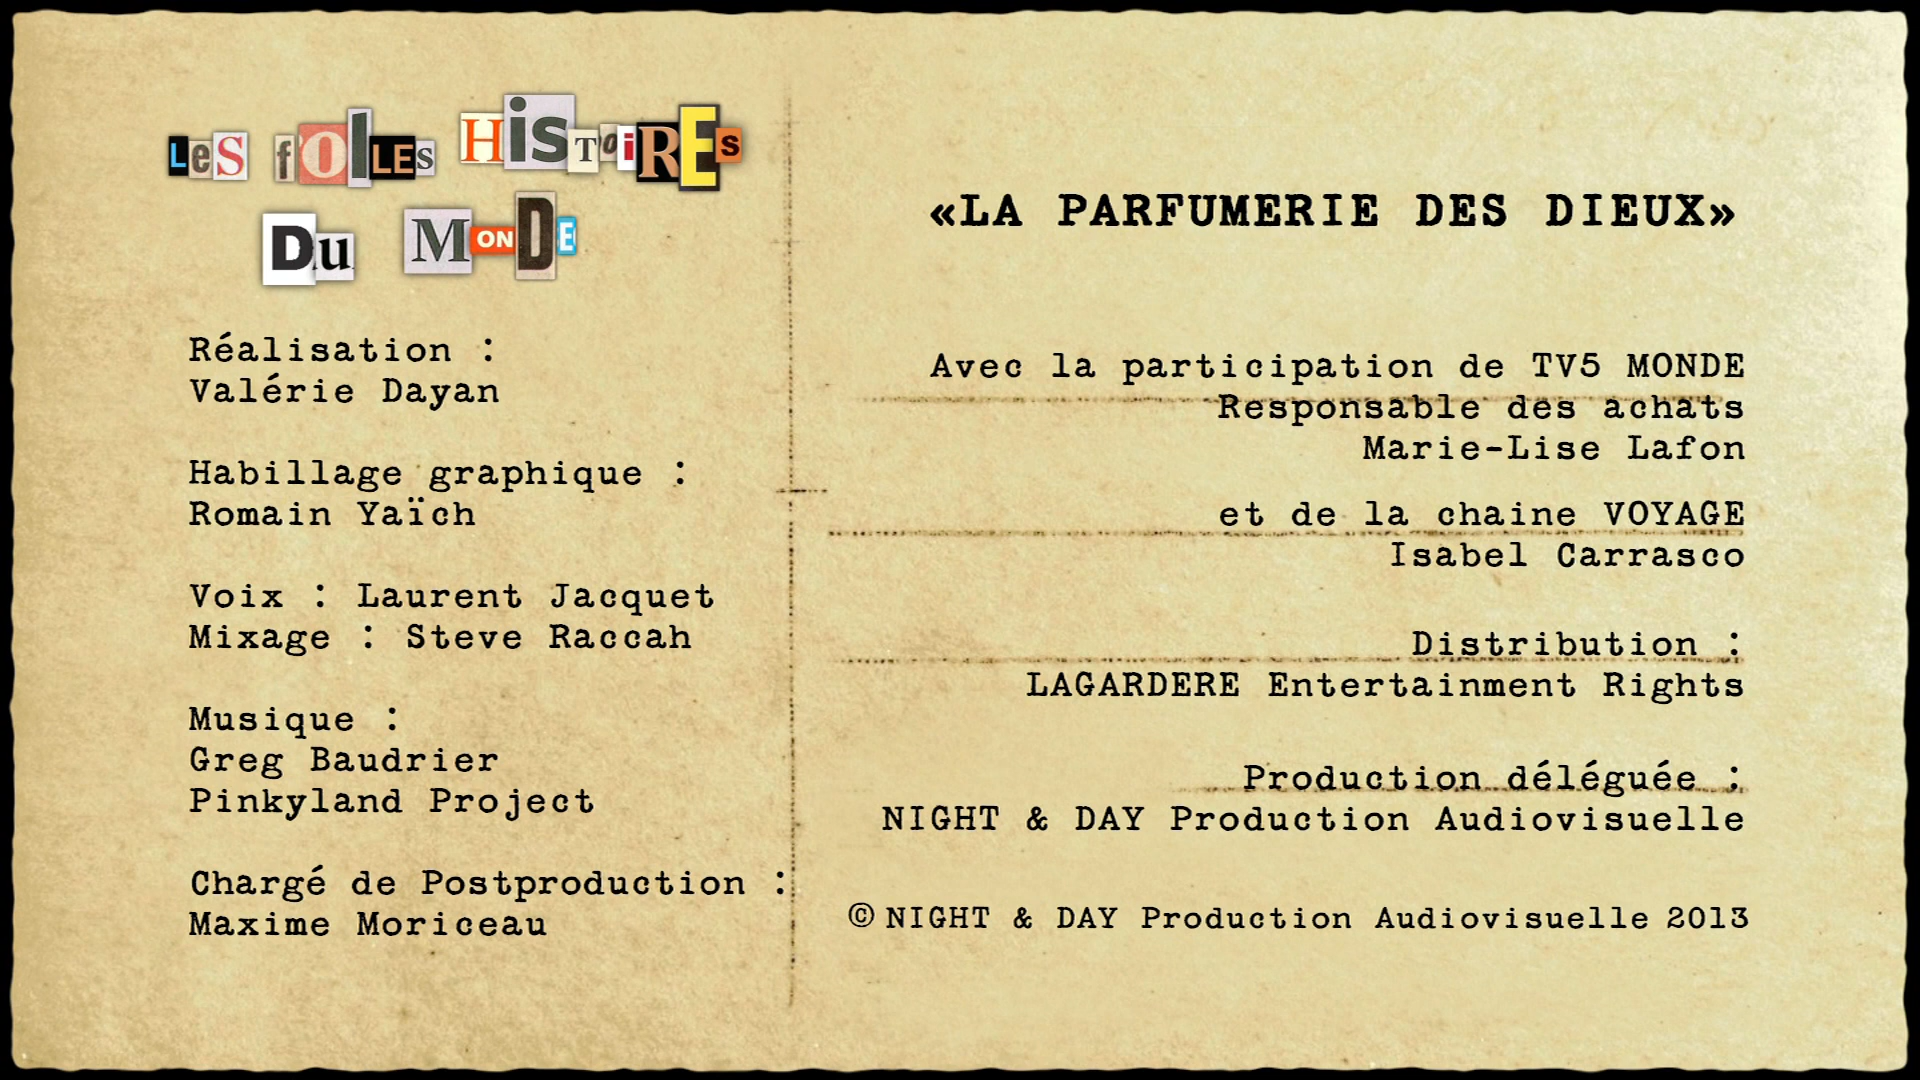 LeS fOlLEs HiSToiREs
Du MONDE
Réalisation :
Valérie Dayan
Habillage graphique :
Romain Yaïch
Voix : Laurent Jacquet
Mixage : Steve Raccah
Musique :
Greg Baudrier
Pinkyland Project
Chargé de Postproduction :
Maxime Moriceau
«LA PARFUMERIE DES DIEUX»
Avec la participation de TV5 MONDE
Responsable des achats
Marie-Lise Lafon
et de la chaine VOYAGE
Isabel Carrasco
Distribution :
LAGARDERE Entertainment Rights
Production déléguée :
NIGHT & DAY Production Audiovisuelle
© NIGHT & DAY Production Audiovisuelle 2013